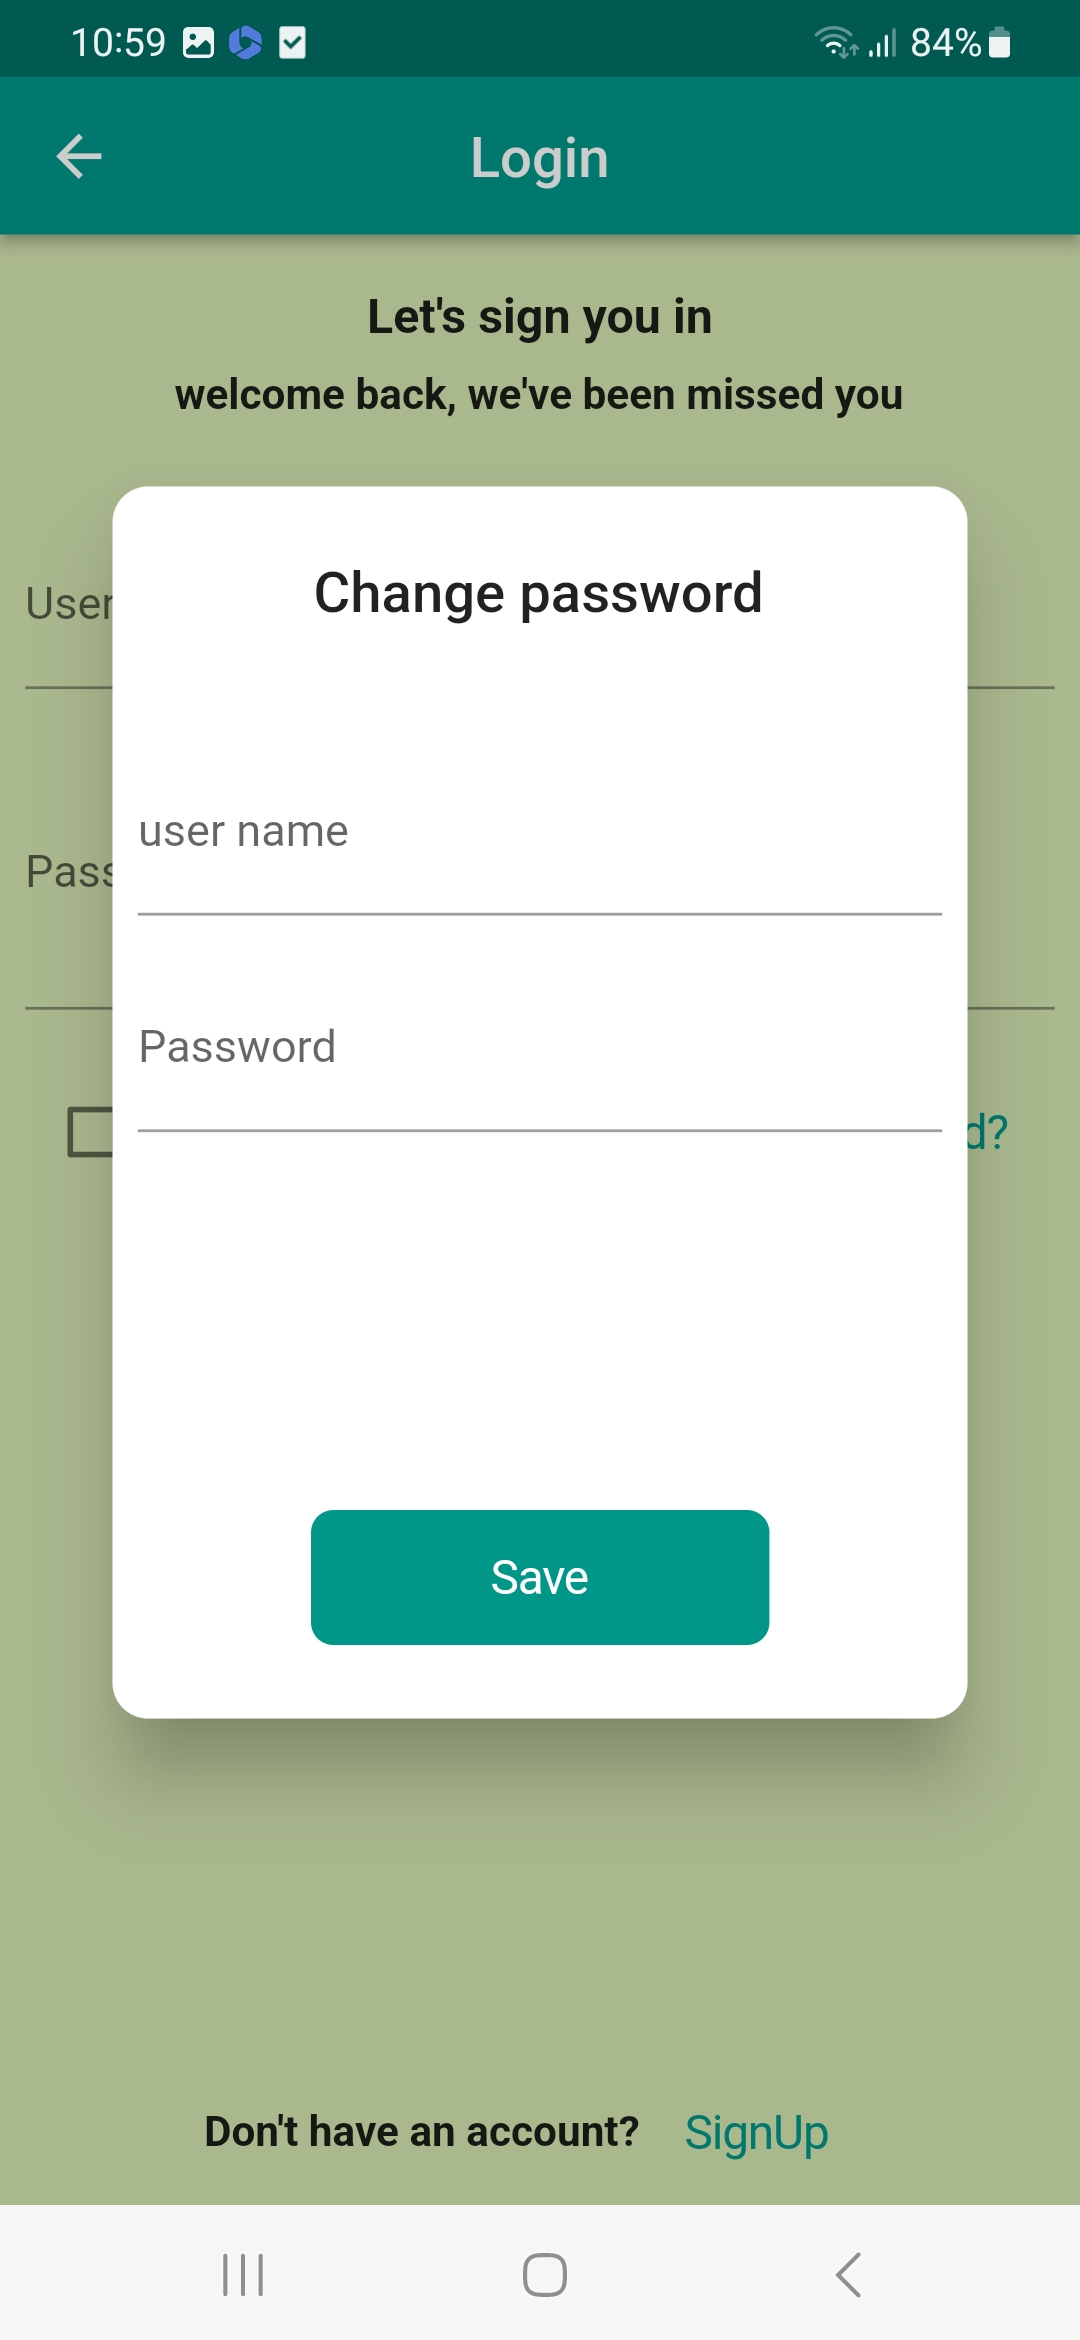 10:59 84%
Login
Let's sign you in
welcome back, we've been missed you
Change password
User
user name
Pass
Password
d?
Save
Don't have an account? SignUp